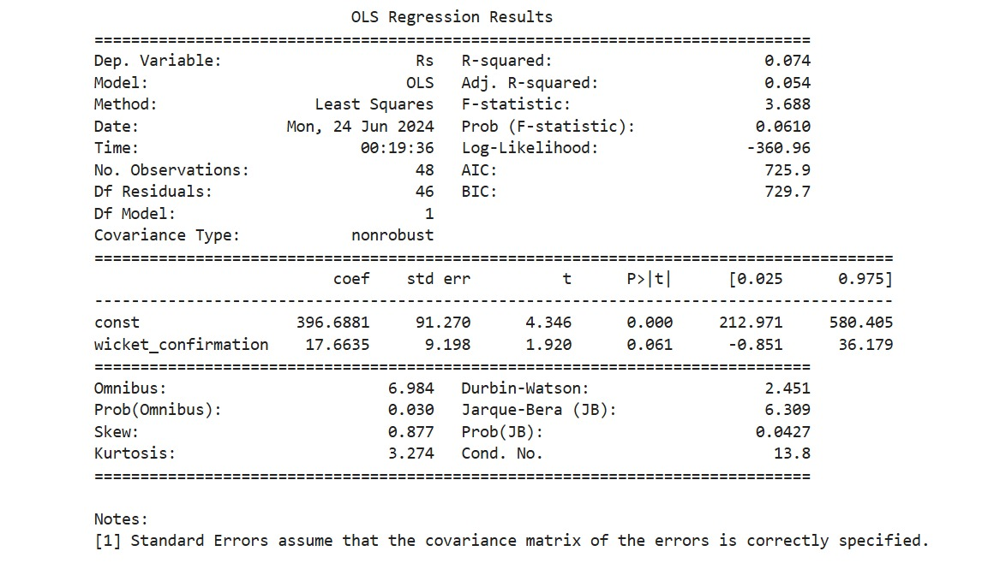 OLS Regression Results
==============================================================================
Dep. Variable: Rs R-squared: 0.074
Model: OLS Adj. R-squared: 0.054
Method: Least Squares F-statistic: 3.688
Date: Mon, 24 Jun 2024 Prob (F-statistic): 0.0610
Time: 00:19:36 Log-Likelihood: -360.96
No. Observations: 48 AIC: 725.9
Df Residuals: 46 BIC: 729.7
Df Model: 1
Covariance Type: nonrobust
=======================================================================================
coef std err t P>|t| [0.025 0.975]
---------------------------------------------------------------------------------------
const 396.6881 91.270 4.346 0.000 212.971 580.405
wicket_confirmation 17.6635 9.198 1.920 0.061 -0.851 36.179
==============================================================================
Omnibus: 6.984 Durbin-Watson: 2.451
Prob(Omnibus): 0.030 Jarque-Bera (JB): 6.309
Skew: 0.877 Prob(JB): 0.0427
Kurtosis: 3.274 Cond. No. 13.8
==============================================================================
Notes:
[1] Standard Errors assume that the covariance matrix of the errors is correctly specified.